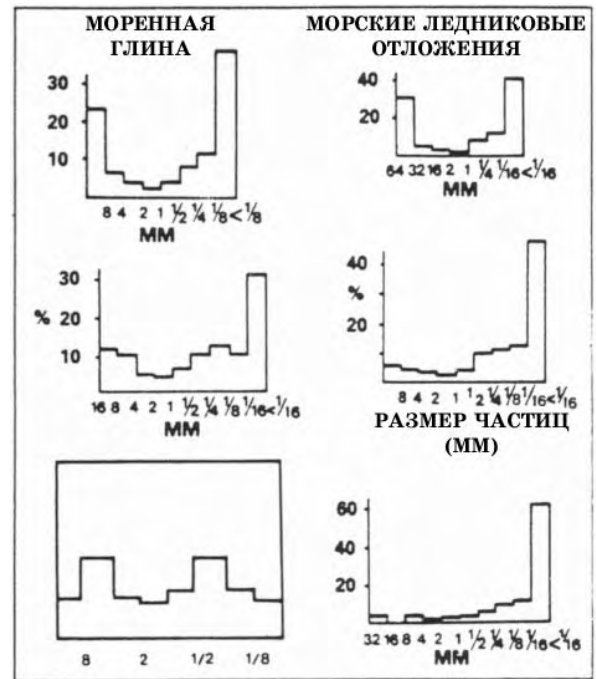 МОРЕННАЯ
ГЛИНА
30
20
10
8 4 2 1 ½ ¼ ⅛ <⅛
ММ
МОРСКИЕ ЛЕДНИКОВЫЕ
ОТЛОЖЕНИЯ
40
20
64 32 16 2 1 ¼ 1/16 <1/16
ММ
30
% 20
10
16 8 4 2 1 ½ ¼ ⅛ 1/16 <1/16
ММ
40
%
20
8 4 2 1 1 2 ¼ ⅛ 1/16 <1/16
РАЗМЕР ЧАСТИЦ
(ММ)
8 2 1/2 1/8
60
40
20
32 16 8 4 2 1 ½ ¼ ⅛ 1/16 <1/16
ММ